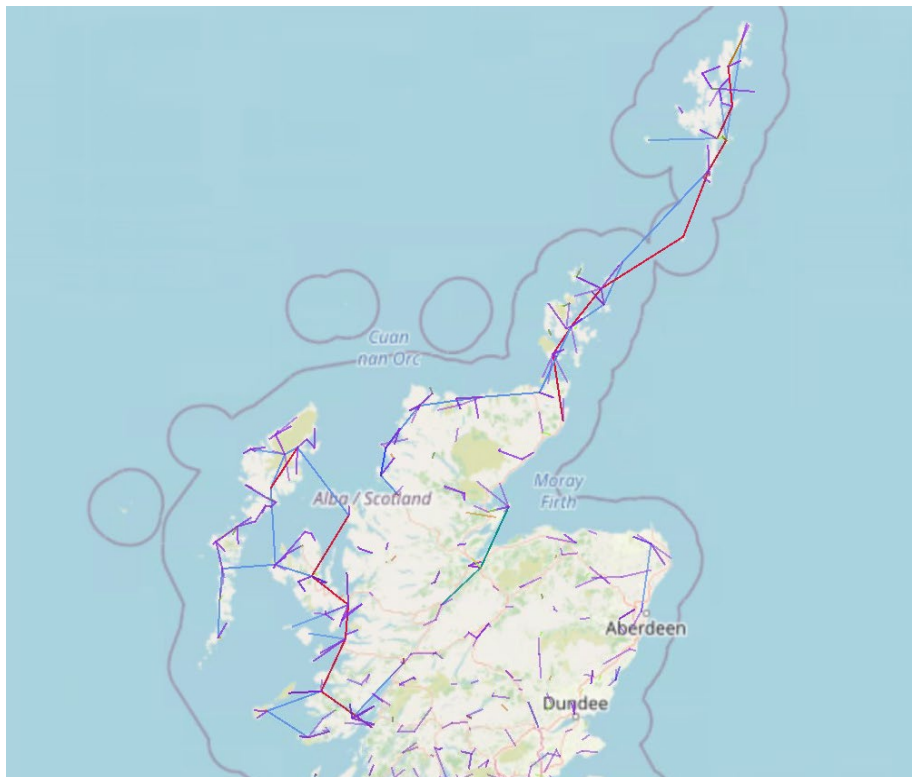 Cuan
nan Orc
Alba / Scotland
Moray
Firth
Aberdeen
Dundee